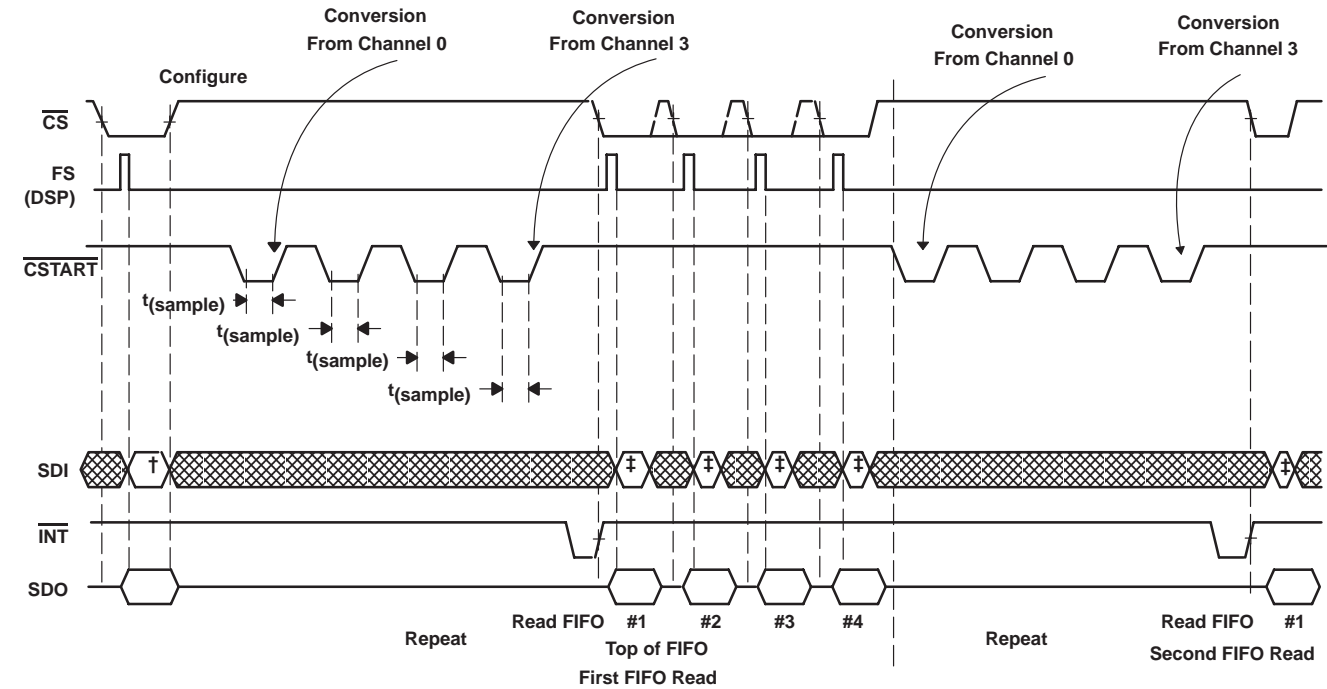 Conversion
From Channel 0
Conversion
From Channel 3
Conversion
From Channel 0
Conversion
From Channel 3
Configure
CS
FS
(DSP)
CSTART
t(sample)
t(sample)
t(sample)
t(sample)
SDI
†
‡
‡
‡
‡
‡
INT
SDO
Repeat
Read FIFO #1 #2 #3 #4
Top of FIFO
First FIFO Read
Repeat
Read FIFO #1
Second FIFO Read